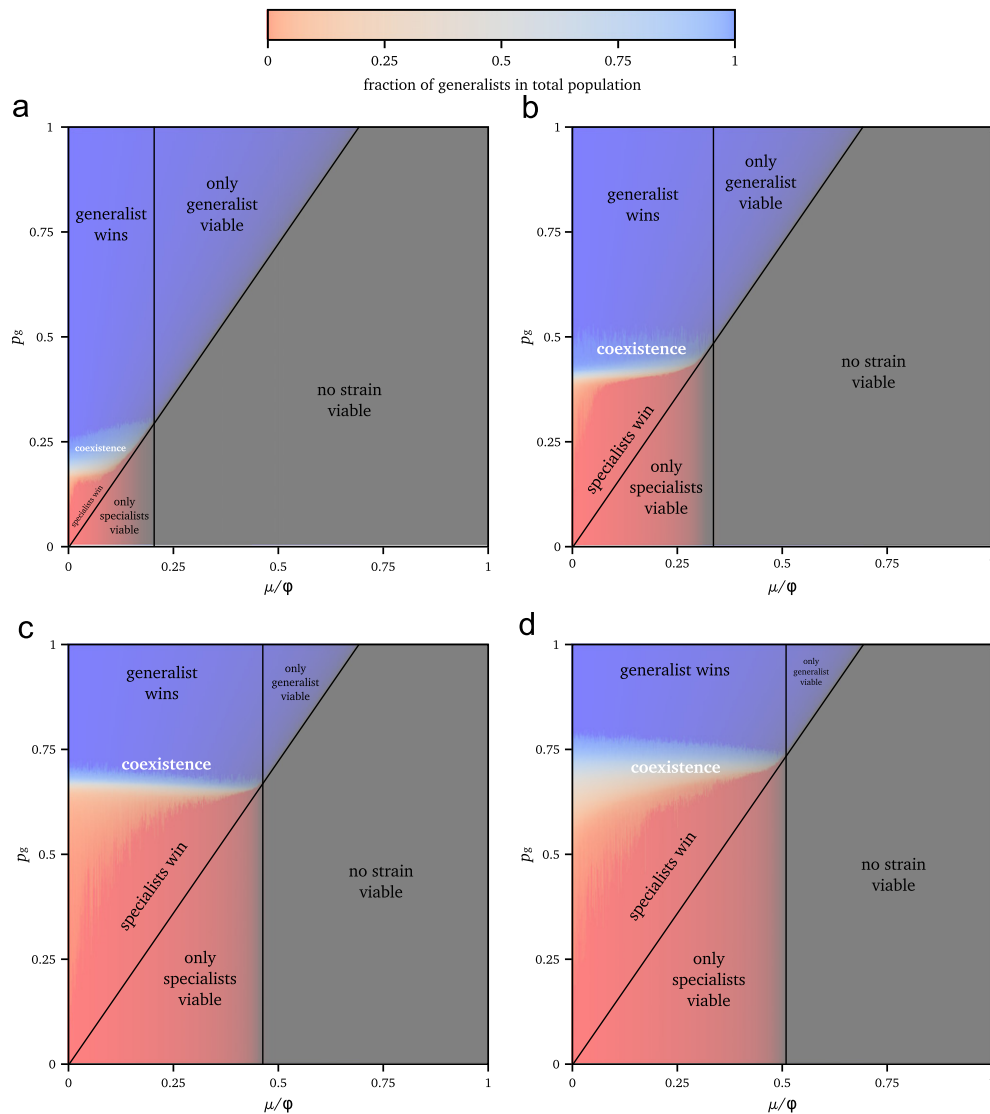 0 0.25 0.5 0.75 1
fraction of generalists in total population
a
1
0.75
0.5
0.25
0
pg
generalist
wins
only
generalist
viable
no strain
viable
coexistence
specialists win
only
specialists
viable
0 0.25 0.5 0.75 1
μ/φ
b
1
0.75
0.5
0.25
0
pg
generalist
wins
only
generalist
viable
coexistence
no strain
viable
specialists win
only
specialists
viable
0 0.25 0.5 0.75
μ/φ
c
1
0.75
0.5
0.25
0
pg
generalist
wins
only
generalist
viable
coexistence
specialists win
no strain
viable
only
specialists
viable
0 0.25 0.5 0.75 1
μ/φ
d
1
0.75
0.5
0.25
0
pg
generalist wins
only
generalist
viable
coexistence
specialists win
no strain
viable
only
specialists
viable
0 0.25 0.5 0.75 1
μ/φ